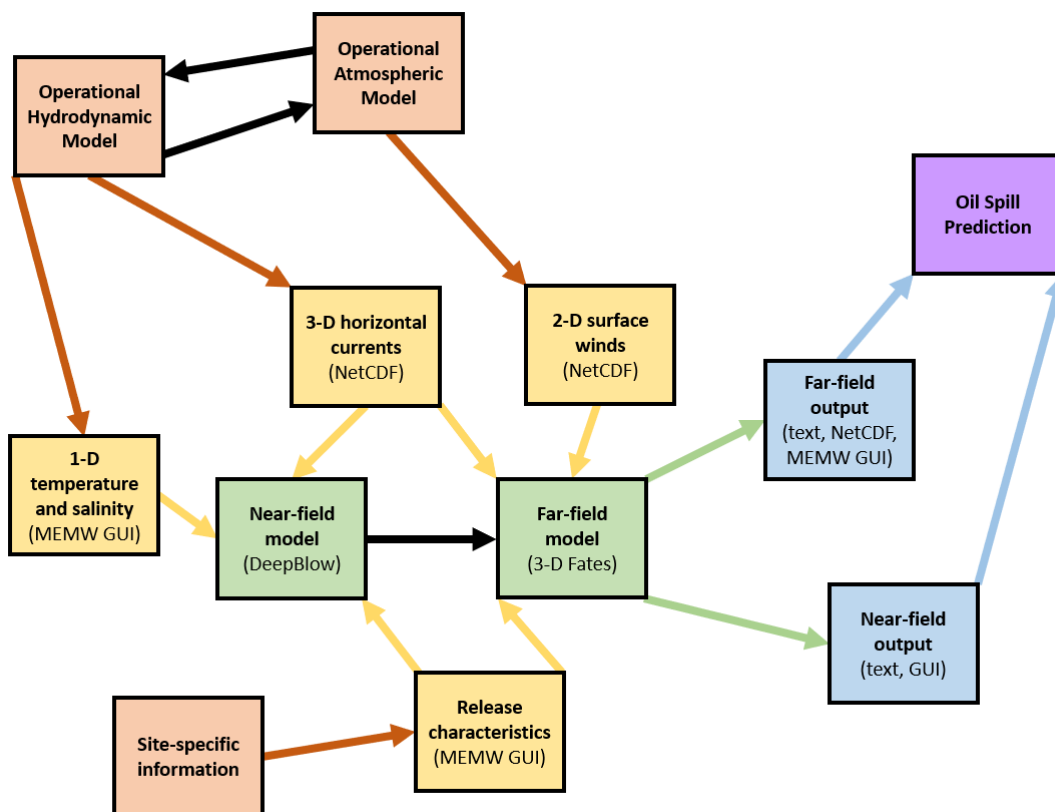 Operational
Atmospheric
Model
Operational
Hydrodynamic
Model
Oil Spill
Prediction
3-D horizontal
currents
(NetCDF)
2-D surface
winds
(NetCDF)
Far-field
output
(text, NetCDF,
MEMW GUI)
1-D
temperature
and salinity
(MEMW GUI)
Near-field
model
(DeepBlow)
Far-field
model
(3-D Fates)
Near-field
output
(text, GUI)
Release
characteristics
(MEMW GUI)
Site-specific
information